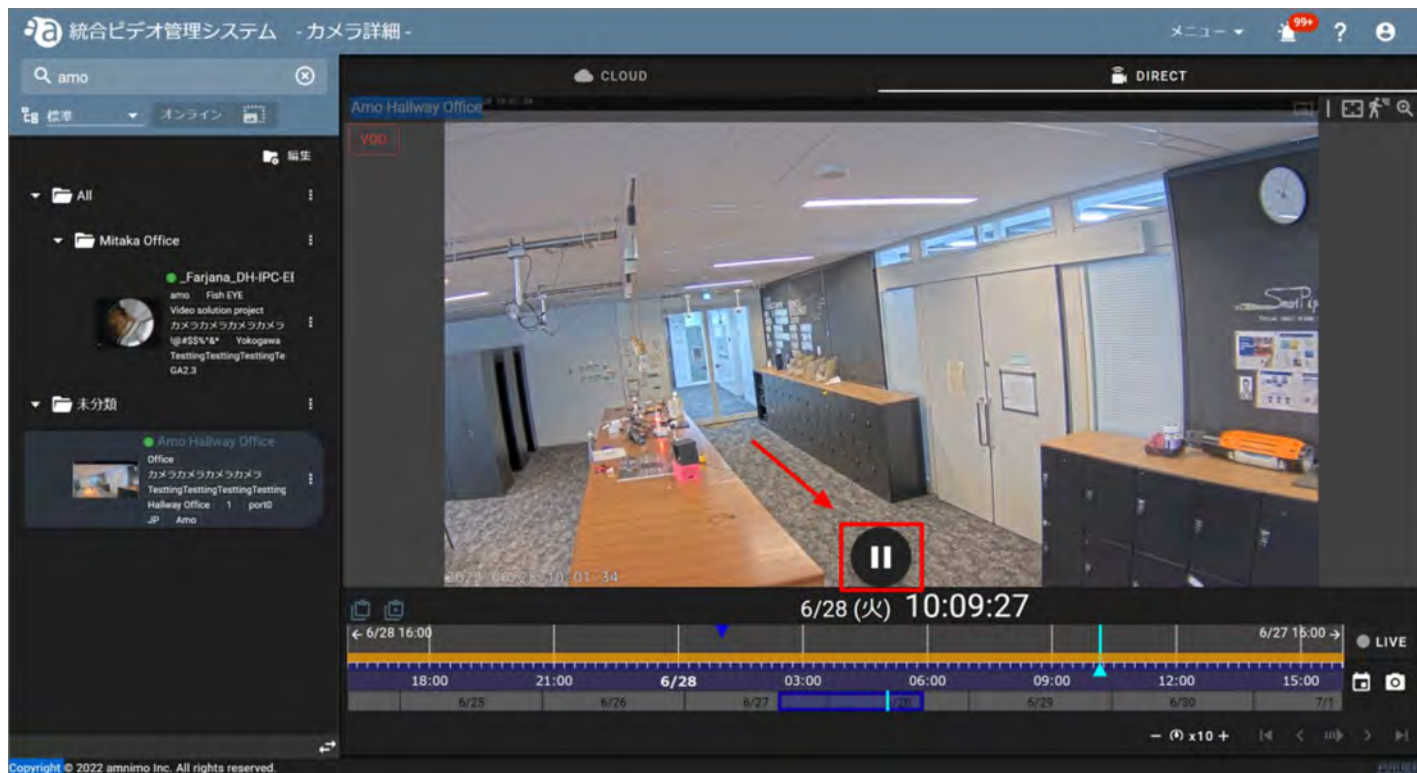 統合ビデオ管理システム - カメラ詳細 -
メニュー
99+
?
amo
標準 オンライン
編集
All
Mitaka Office
_Farjana_DH-IPC-EI
amo Fish EYE
Video solution project
カメラカメラカメラカメラ
!@#$$%^&* Yokogawa
TesttingTesttingTesttingTe
GA2.3
未分類
Amo Hallway Office
Office
カメラカメラカメラカメラ
TesttingTesttingTesttingTestting
Hallway Office 1 port0
JP Amo
CLOUD DIRECT
Amo Hallway Office
VOD
6/28 (火) 10:09:27
← 6/28 16:00 6/27 16:00 →
LIVE
18:00 21:00 6/28 03:00 06:00 09:00 12:00 15:00
6/25 6/26 6/27 6/28 6/29 6/30 7/1
− x10 +
Copyright © 2022 amnimo Inc. All rights reserved.